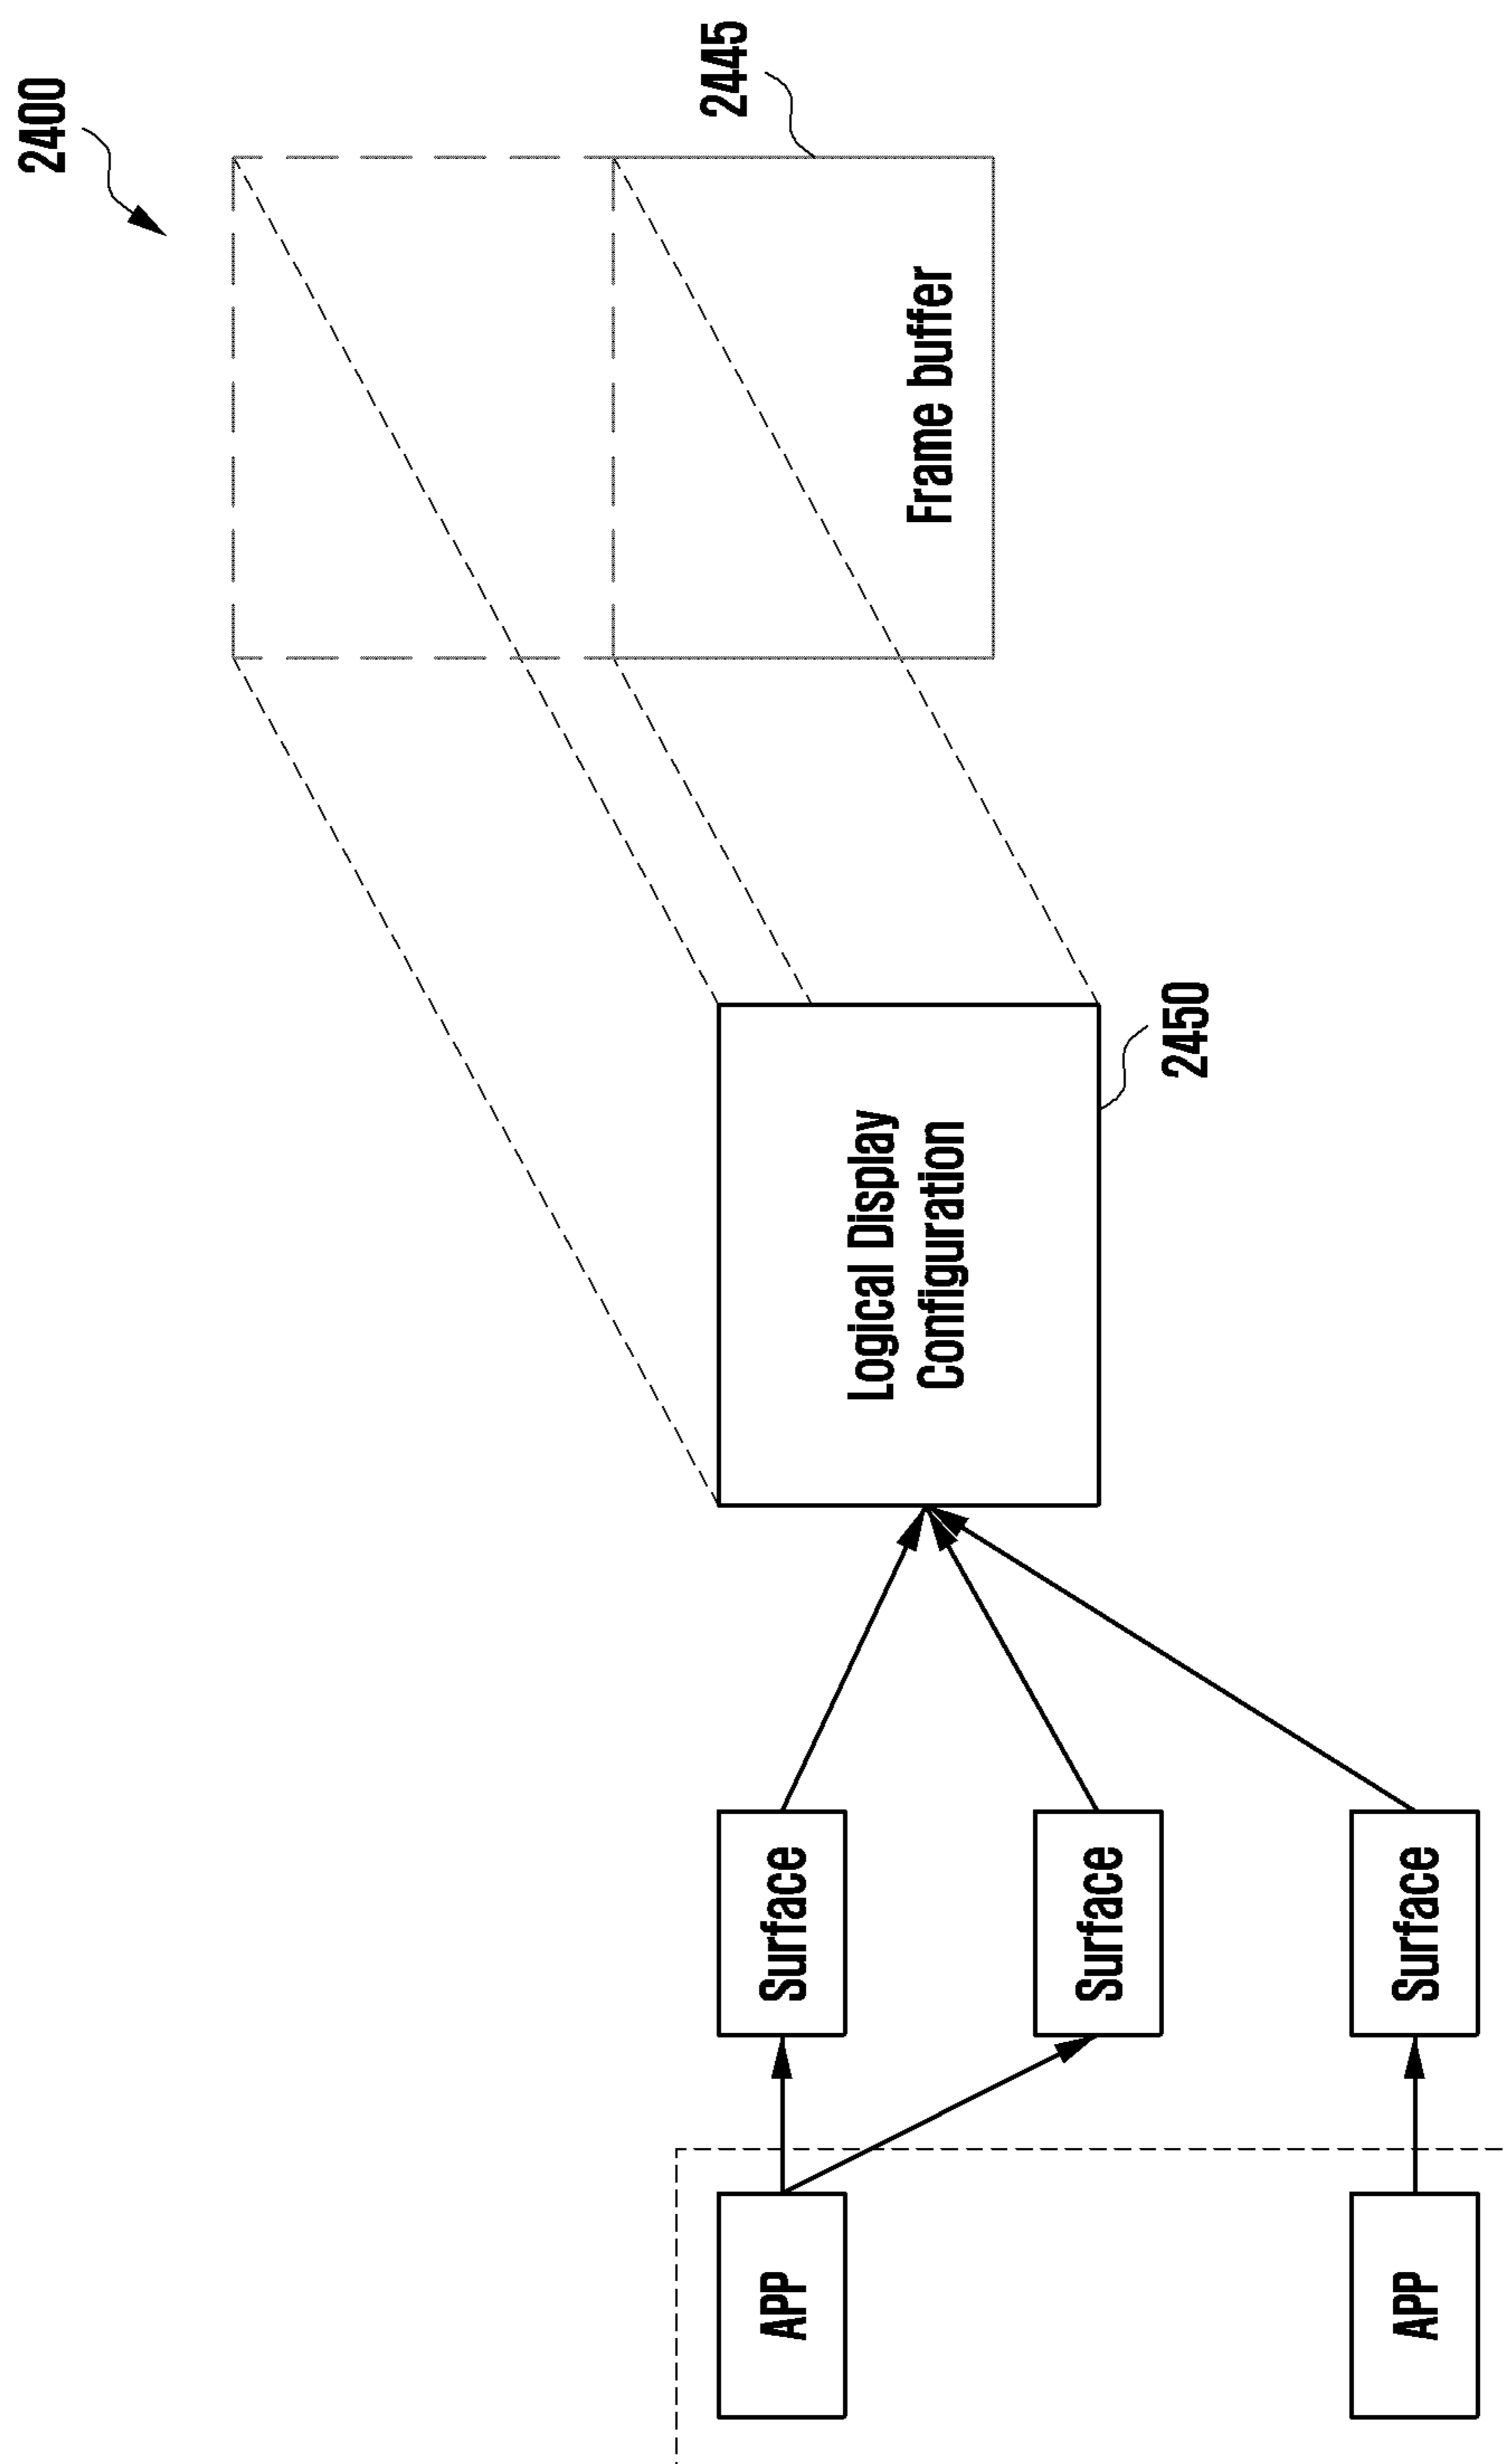 2400
2445
Frame buffer
Logical Display
Configuration
2450
Surface
Surface
Surface
APP
APP